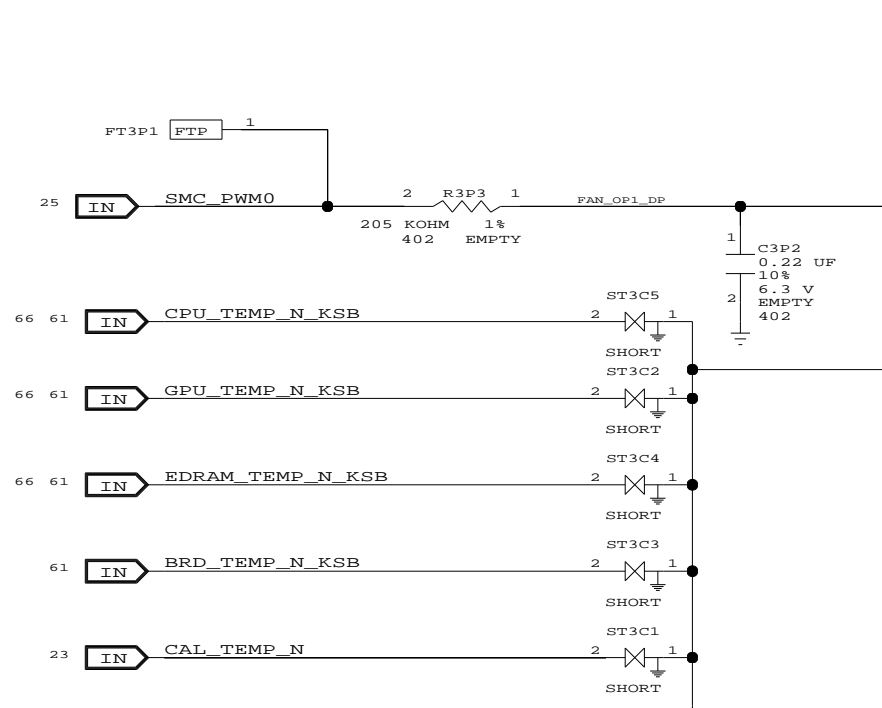 FT3P1 FTP 1
25 IN SMC_PWM0 2 R3P3 1 FAN_OP1_DP
205 KOHM 1%
402 EMPTY
1
C3P2
0.22 UF
10%
6.3 V
2
EMPTY
402
ST3C5
66 61 IN CPU_TEMP_N_KSB 2 1
SHORT
ST3C2
66 61 IN GPU_TEMP_N_KSB 2 1
SHORT
ST3C4
66 61 IN EDRAM_TEMP_N_KSB 2 1
SHORT
ST3C3
61 IN BRD_TEMP_N_KSB 2 1
SHORT
ST3C1
23 IN CAL_TEMP_N 2 1
SHORT